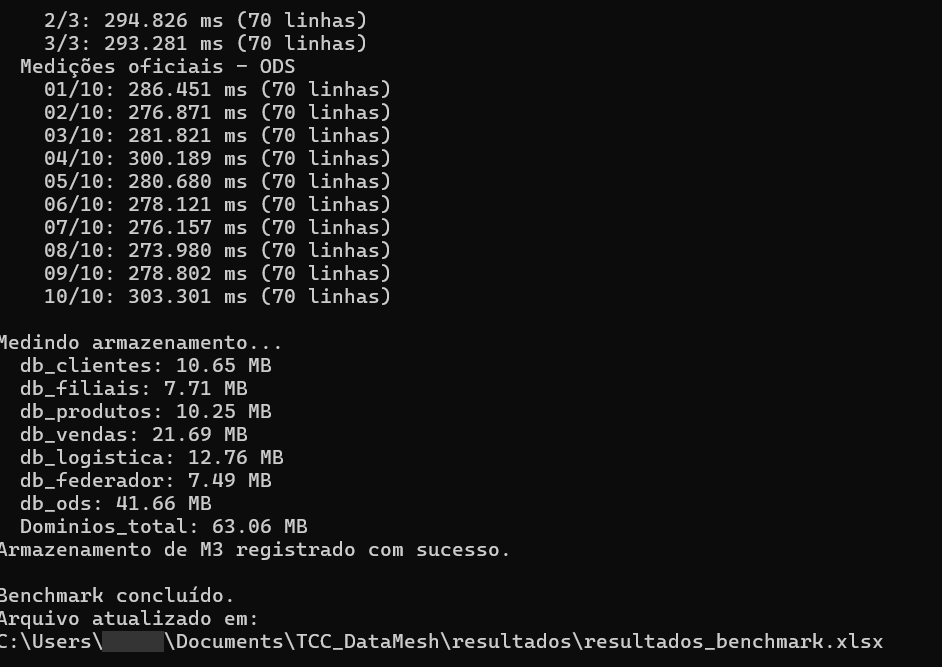 2/3: 294.826 ms (70 linhas)
3/3: 293.281 ms (70 linhas)
Medições oficiais - ODS
01/10: 286.451 ms (70 linhas)
02/10: 276.871 ms (70 linhas)
03/10: 281.821 ms (70 linhas)
04/10: 300.189 ms (70 linhas)
05/10: 280.680 ms (70 linhas)
06/10: 278.121 ms (70 linhas)
07/10: 276.157 ms (70 linhas)
08/10: 273.980 ms (70 linhas)
09/10: 278.802 ms (70 linhas)
10/10: 303.301 ms (70 linhas)
Medindo armazenamento...
db_clientes: 10.65 MB
db_filiais: 7.71 MB
db_produtos: 10.25 MB
db_vendas: 21.69 MB
db_logistica: 12.76 MB
db_federador: 7.49 MB
db_ods: 41.66 MB
Dominios_total: 63.06 MB
Armazenamento de M3 registrado com sucesso.
Benchmark concluído.
Arquivo atualizado em:
C:\Users\ \Documents\TCC_DataMesh\resultados\resultados_benchmark.xlsx